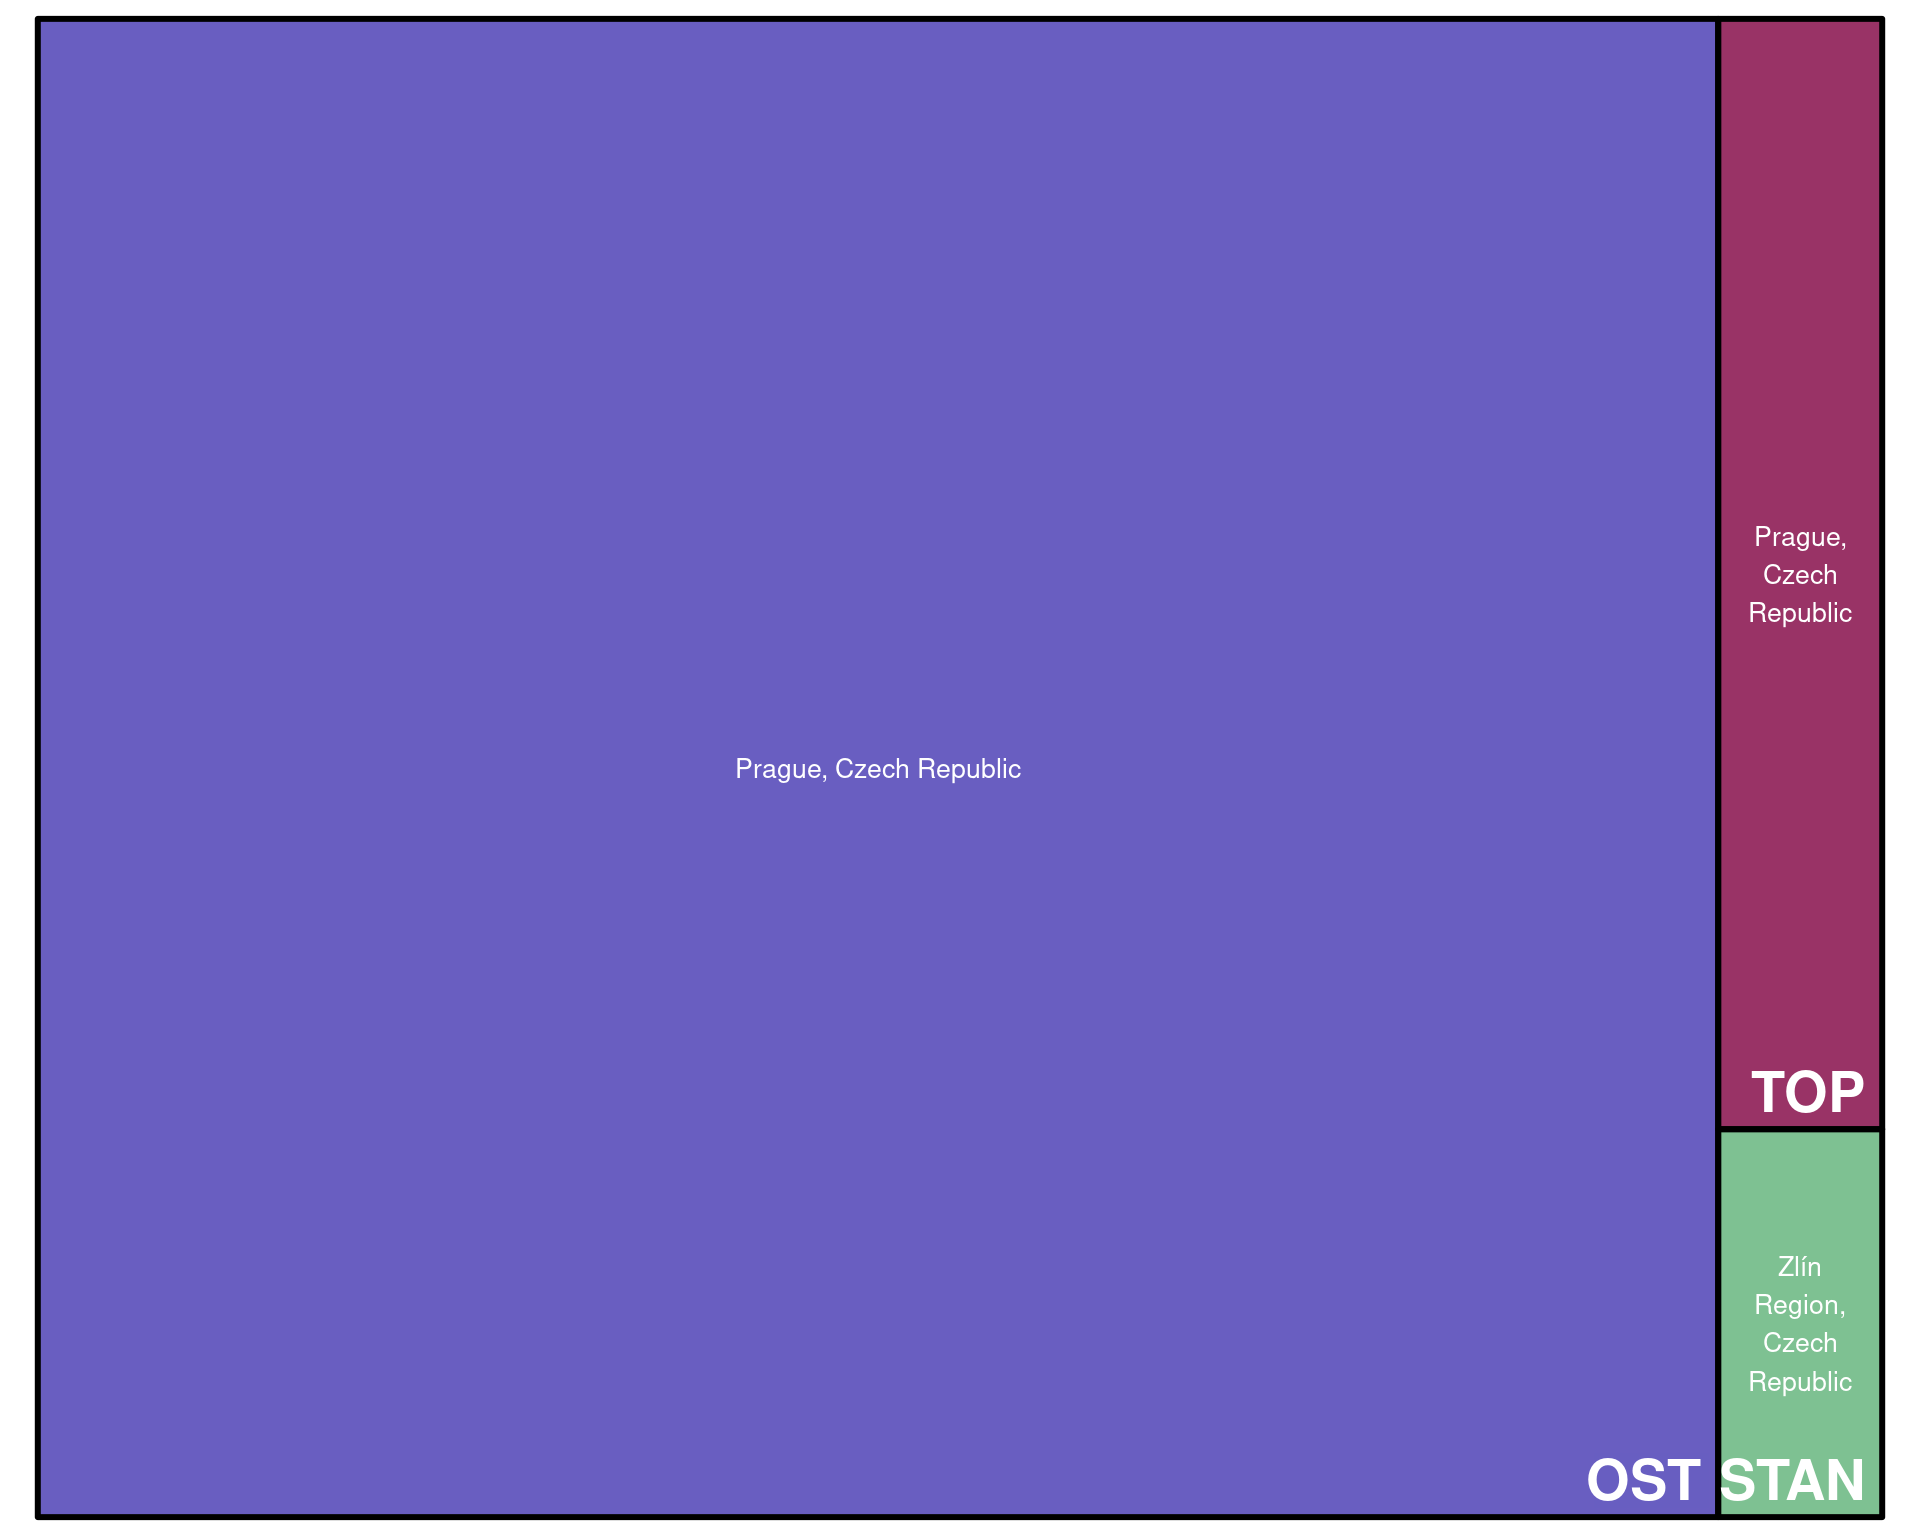 Prague, Czech Republic
OST
Prague,
Czech
Republic
TOP
Zlín
Region,
Czech
Republic
STAN